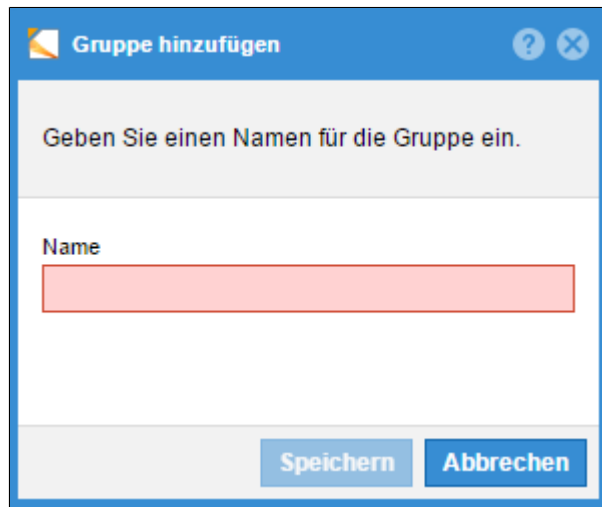 Gruppe hinzufügen
Geben Sie einen Namen für die Gruppe ein.
Name
Speichern Abbrechen